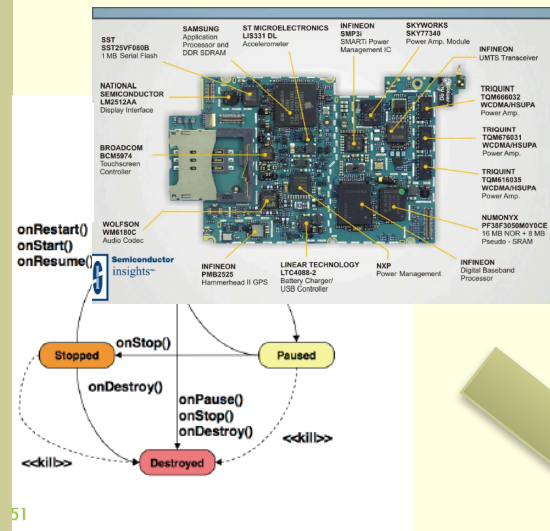 SST
SST25VF080B
1 MB Serial Flash
SAMSUNG
Application
Processor and
DDR SDRAM
ST MICROELECTRONICS
LIS331 DL
Accelerometer
INFINEON
SMP3i
SMARTi Power
Management IC
SKYWORKS
SKY77340
Power Amp. Module
INFINEON
UMTS Transceiver
NATIONAL
SEMICONDUCTOR
LM2512AA
Display Interface
TRIQUINT
TQM666032
WCDMA/HSUPA
Power Amp.
BROADCOM
BCM5974
Touchscreen
Controller
TRIQUINT
TQM676031
WCDMA/HSUPA
Power Amp.
TRIQUINT
TQM616035
WCDMA/HSUPA
Power Amp.
WOLFSON
WM6180C
Audio Codec
NUMONYX
PF38F3050M0Y0CE
16 MB NOR + 8 MB
Pseudo - SRAM
INFINEON
PMB2525
Hammerhead II GPS
LINEAR TECHNOLOGY
LTC4088-2
Battery Charger/
USB Controller
NXP
Power Management
INFINEON
Digital Baseband
Processor
Semiconductor
insights
onRestart()
onStart()
onResume()
Stopped
onStop()
Paused
onDestroy()
onPause()
onStop()
onDestroy()
<<kill>>
Destroyed
<<kill>>
51